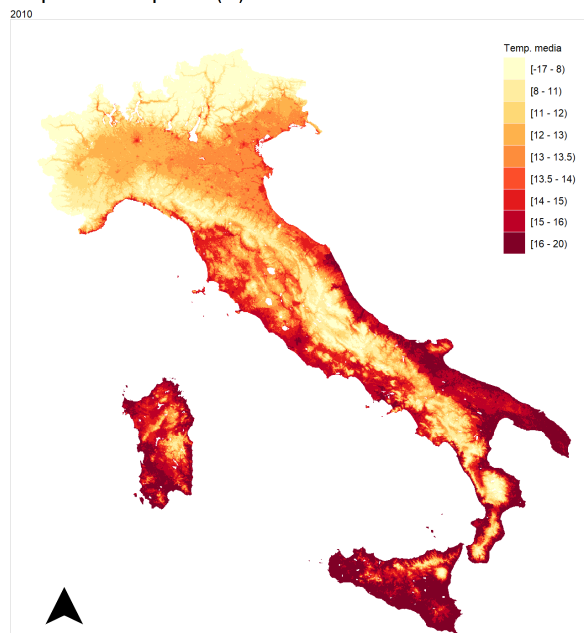 2010
Temp. media
[-17 - 8)
[8 - 11)
[11 - 12)
[12 - 13)
[13 - 13.5)
[13.5 - 14)
[14 - 15)
[15 - 16)
[16 - 20)